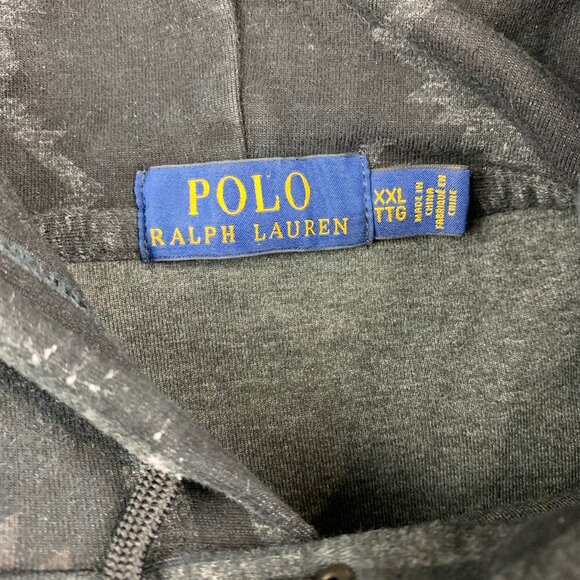 POLO
RALPH LAUREN
XXL
TTG
MADE IN
CHINA
FABRIQUÉ EN
CHINE